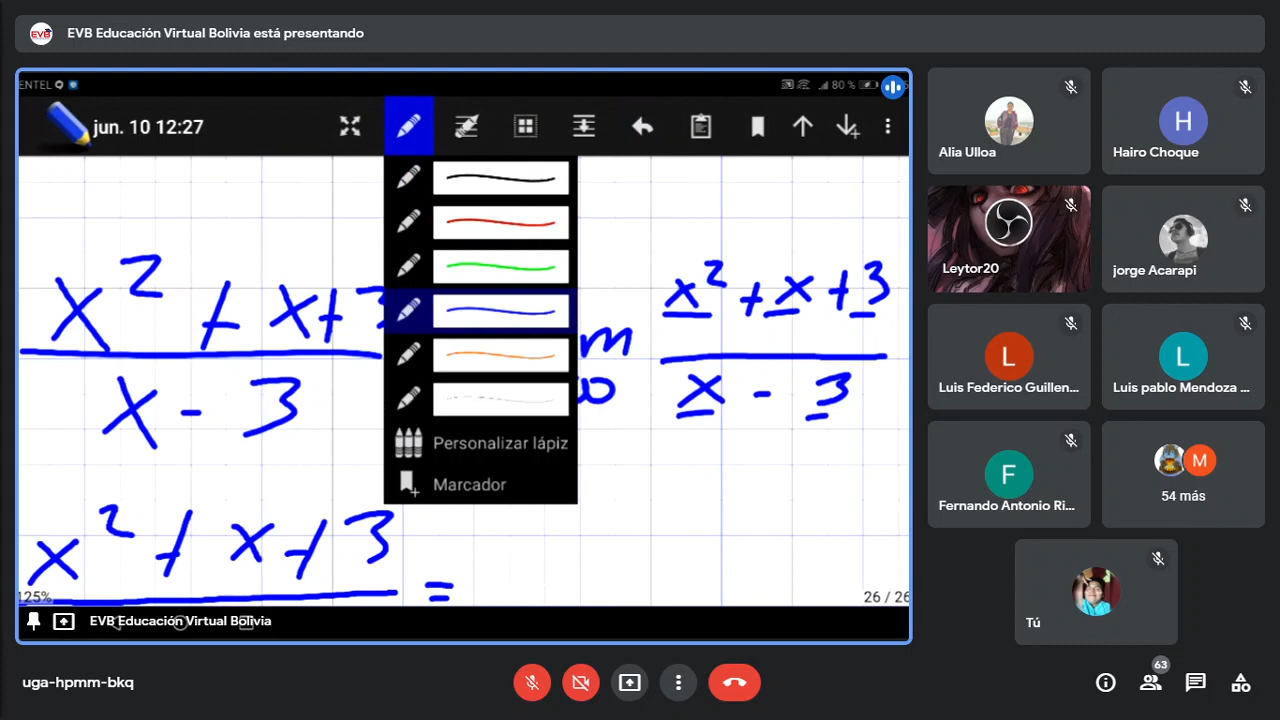 EVB Educación Virtual Bolivia está presentando
ENTEL
80 %
jun. 10 12:27
x² + x+3
x - 3
m
x² + x + 3
x - 3
Personalizar lápiz
Marcador
x² + x + 3
=
125%
26 / 26
EVB Educación Virtual Bolivia
Alia Ulloa
H
Hairo Choque
Leytor20
jorge Acarapi
L
Luis Federico Guillen...
L
Luis pablo Mendoza ...
F
Fernando Antonio Ri...
M
54 más
Tú
uga-hpmm-bkq
63